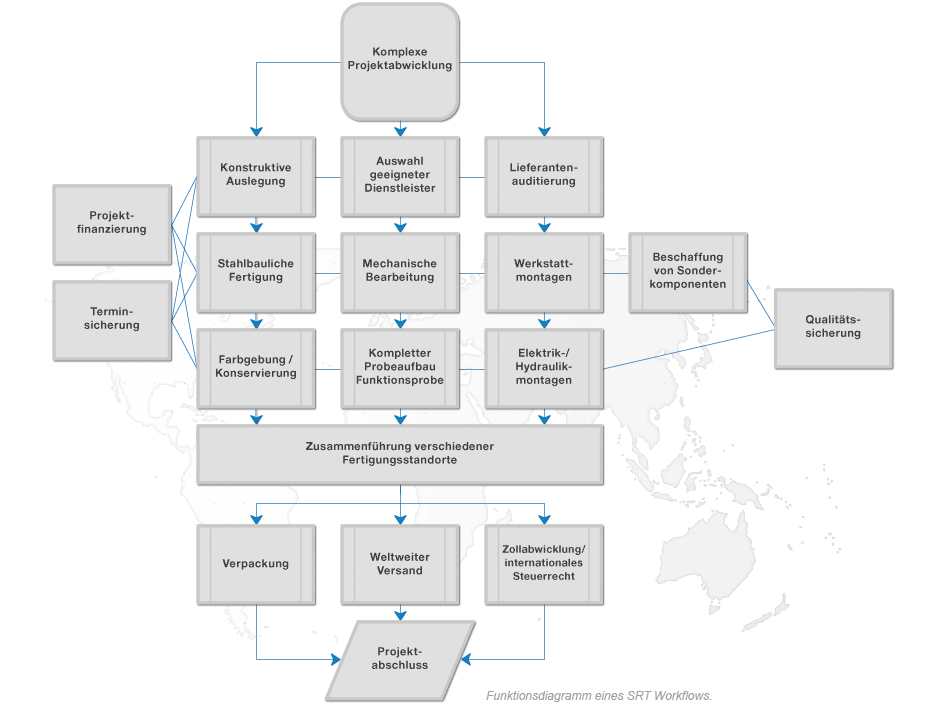 Komplexe
Projektabwicklung
Konstruktive
Auslegung
Auswahl
geeigneter
Dienstleister
Lieferanten-
auditierung
Projekt-
finanzierung
Stahlbauliche
Fertigung
Mechanische
Bearbeitung
Werkstatt-
montagen
Beschaffung
von Sonder-
komponenten
Termin-
sicherung
Qualitäts-
sicherung
Farbgebung /
Konservierung
Kompletter
Probeaufbau
Funktionsprobe
Elektrik-/
Hydraulik-
montagen
Zusammenführung verschiedener
Fertigungsstandorte
Verpackung
Weltweiter
Versand
Zollabwicklung/
internationales
Steuerrecht
Projekt-
abschluss
Funktionsdiagramm eines SRT Workflows.